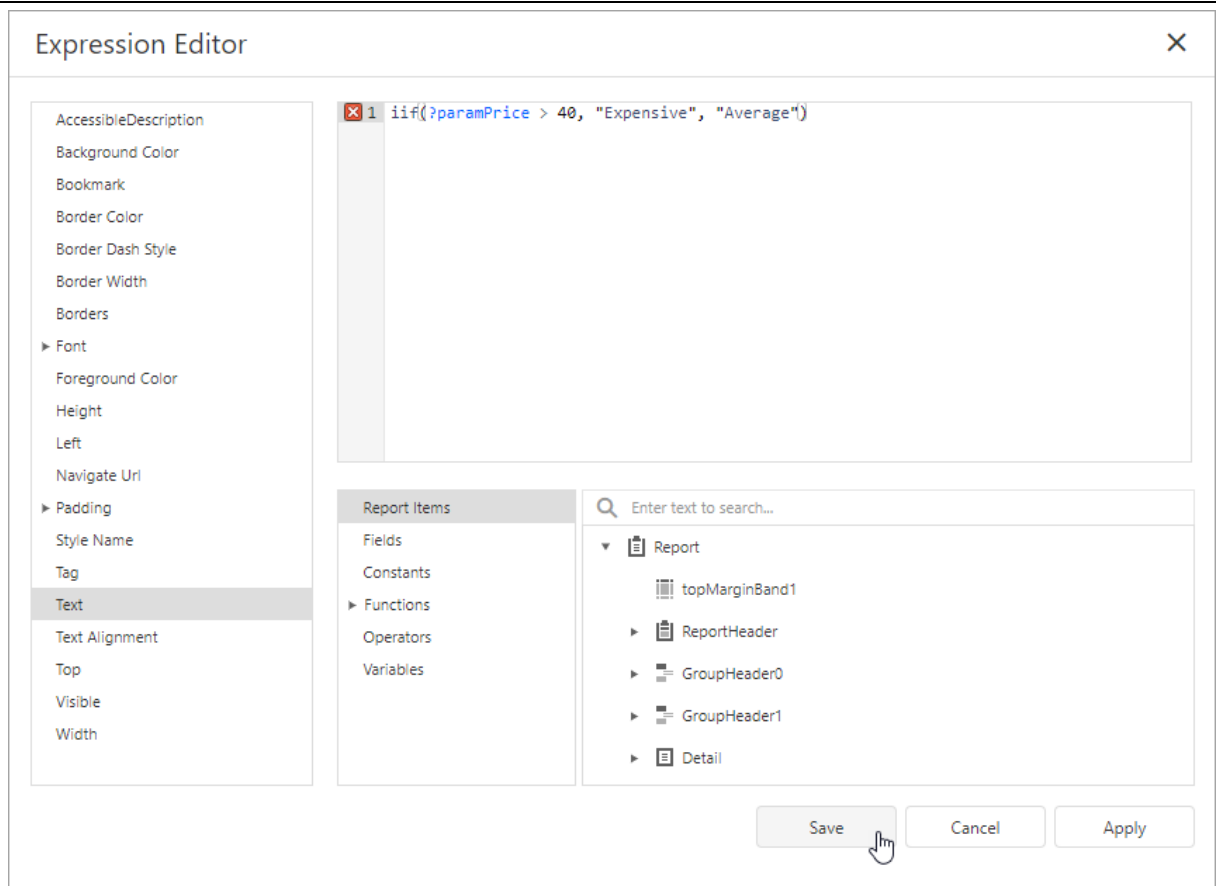 Expression Editor
AccessibleDescription
Background Color
Bookmark
Border Color
Border Dash Style
Border Width
Borders
Font
Foreground Color
Height
Left
Navigate Url
Padding
Style Name
Tag
Text
Text Alignment
Top
Visible
Width
1 iif(?paramPrice > 40, "Expensive", "Average")
Report Items
Fields
Constants
Functions
Operators
Variables
Enter text to search...
Report
topMarginBand1
ReportHeader
GroupHeader0
GroupHeader1
Detail
Save Cancel Apply